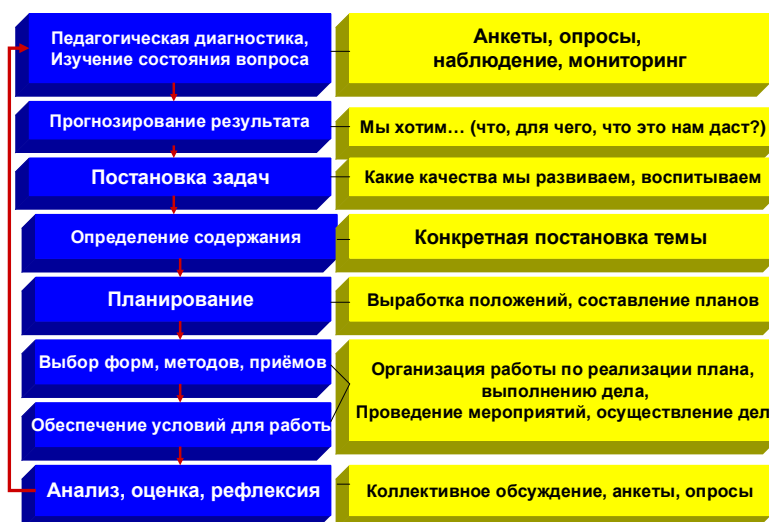 Педагогическая диагностика,
Изучение состояния вопроса
Анкеты, опросы,
наблюдение, мониторинг
Прогнозирование результата
Мы хотим… (что, для чего, что это нам даст?)
Постановка задач
Какие качества мы развиваем, воспитываем
Определение содержания
Конкретная постановка темы
Планирование
Выработка положений, составление планов
Выбор форм, методов, приёмов
Обеспечение условий для работы
Организация работы по реализации плана,
выполнению дела,
Проведение мероприятий, осуществление дел
Анализ, оценка, рефлексия
Коллективное обсуждение, анкеты, опросы